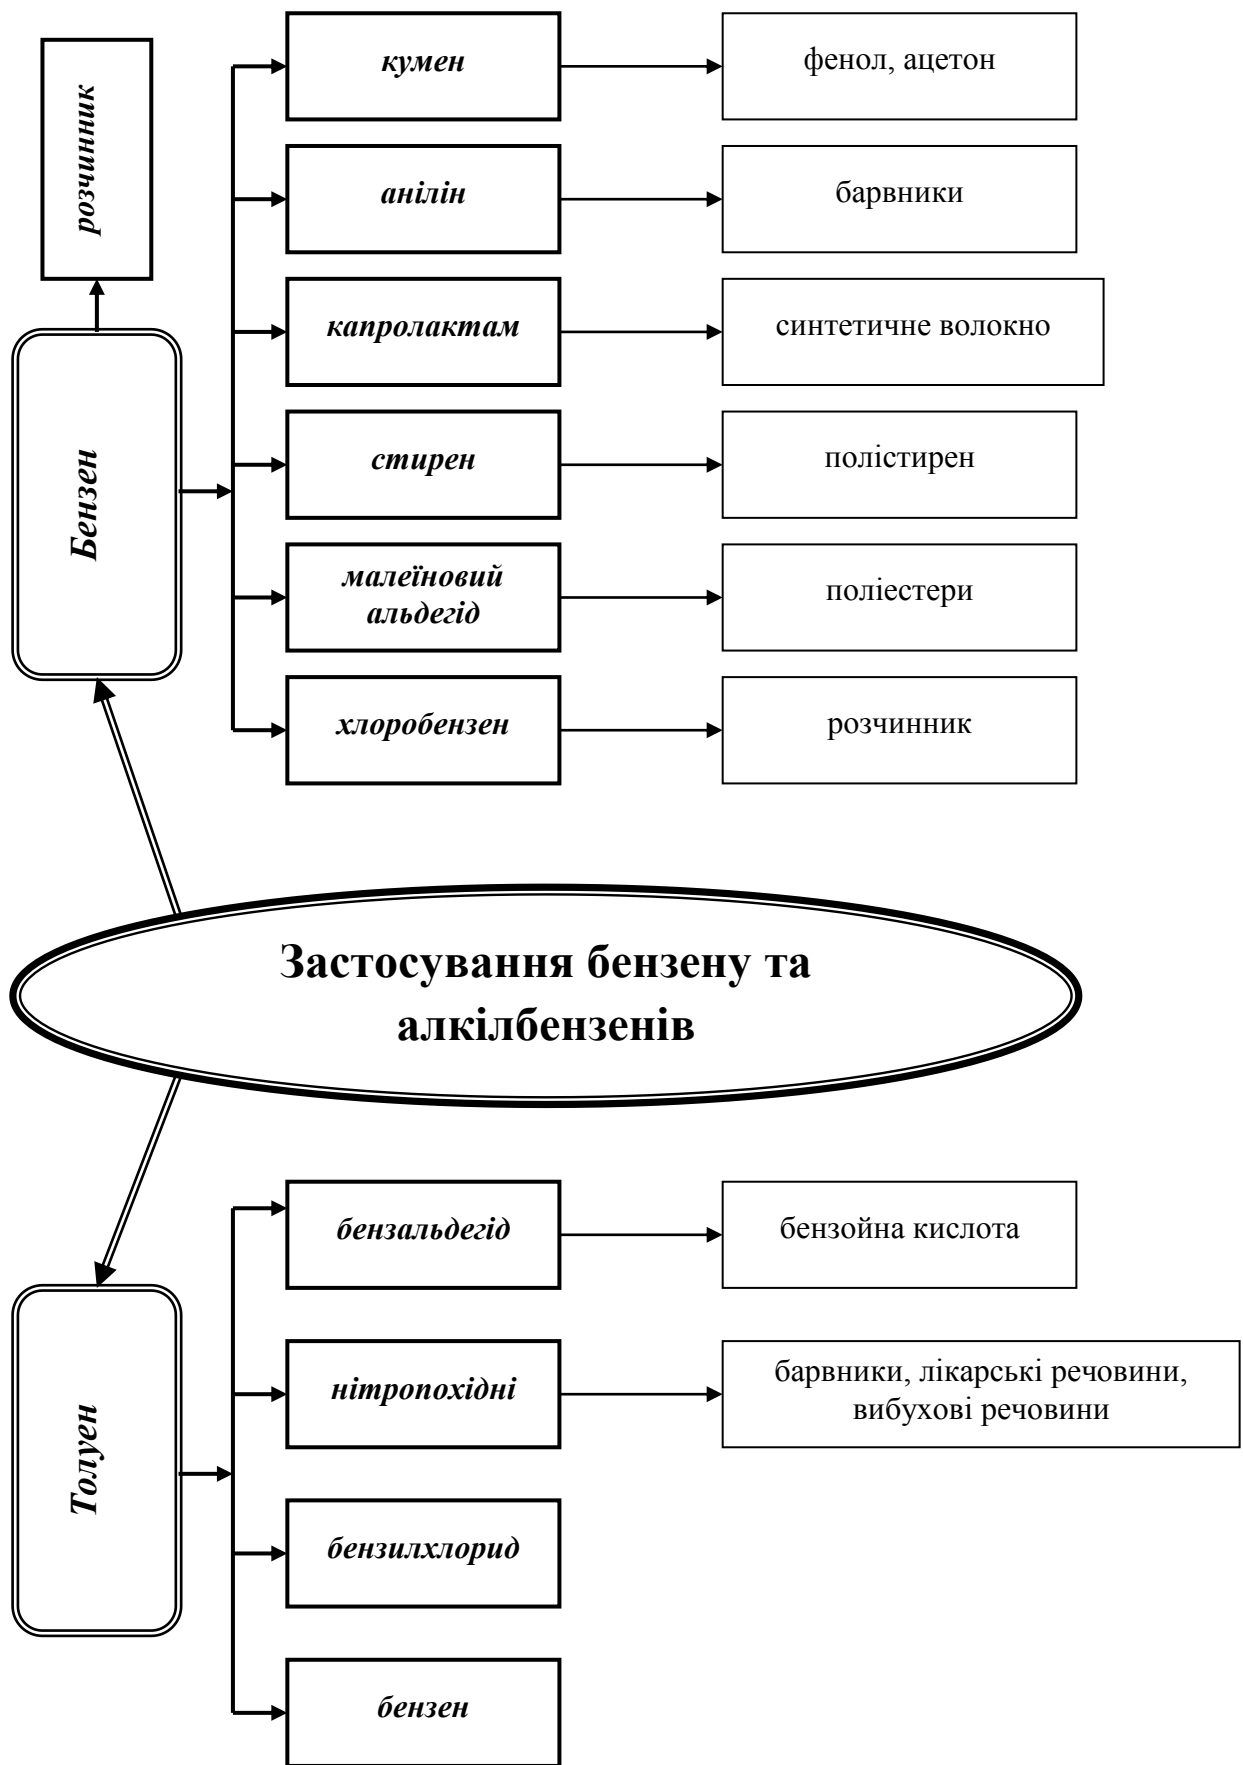 розчинник
Бензен
кумен
фенол, ацетон
анілін
барвники
капролактам
синтетичне волокно
стирен
полістирен
малеїновий
альдегід
поліестери
хлоробензен
розчинник
Застосування бензену та
алкілбензенів
Толуен
бензальдегід
бензойна кислота
нітропохідні
барвники, лікарські речовини,
вибухові речовини
бензилхлорид
бензен